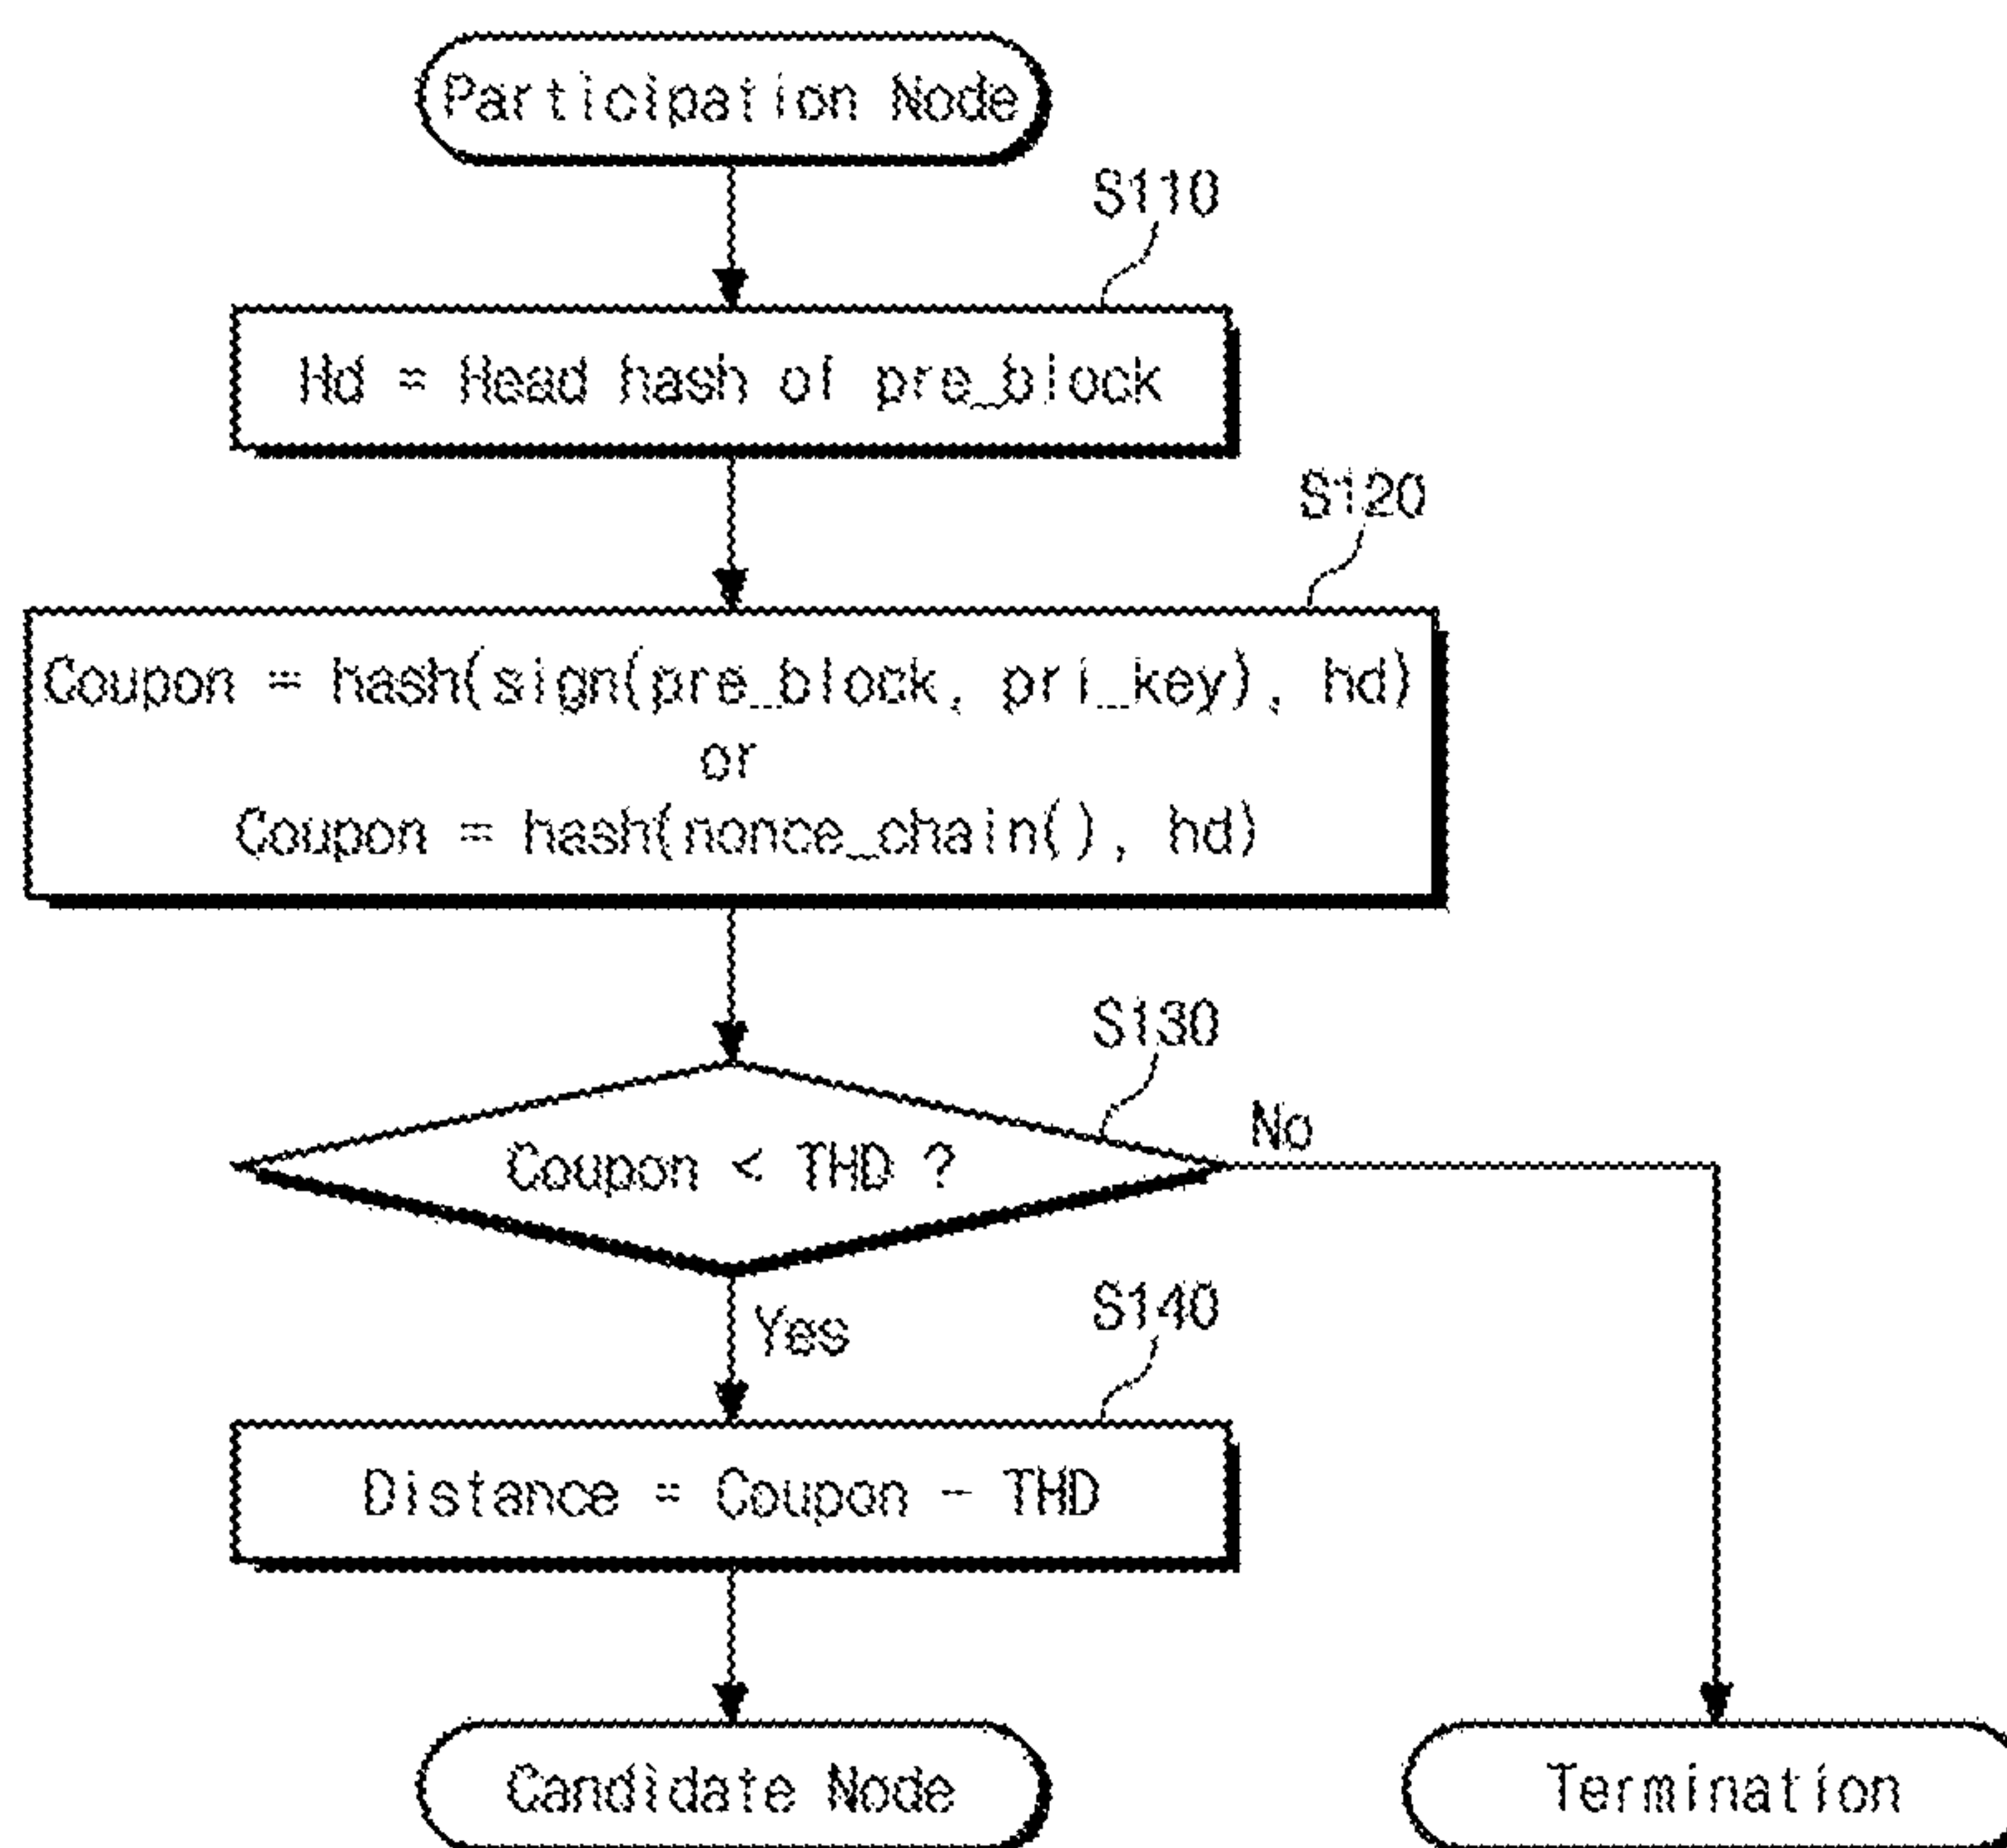 Participation Node
S110
Hd = Head hash of pre_block
S120
Coupon = hash(sign(pre_block, pri_key), hd)
or
Coupon = hash(nonce_chain(), hd)
S130
Coupon < THD ?
No
Yes
S140
Distance = Coupon - THD
Candidate Node
Termination